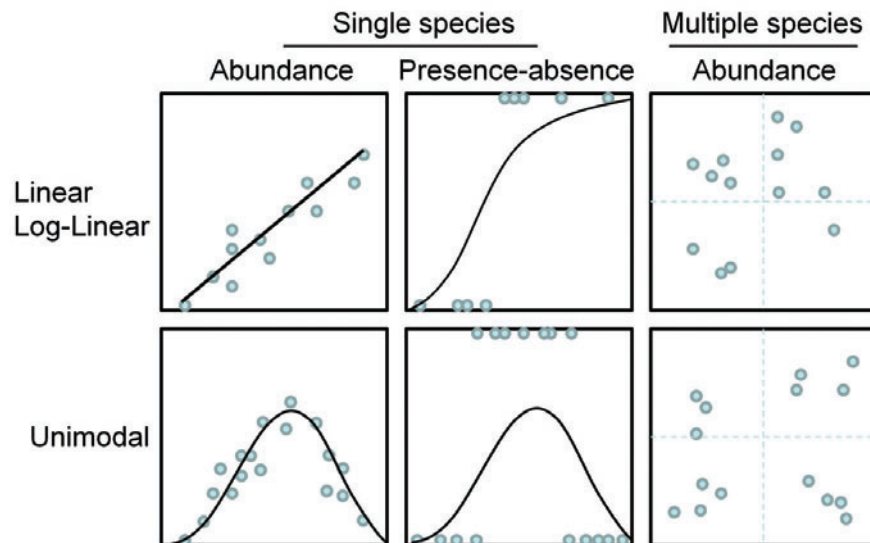 Single species
Multiple species
Abundance
Presence-absence
Abundance
Linear
Log-Linear
Unimodal